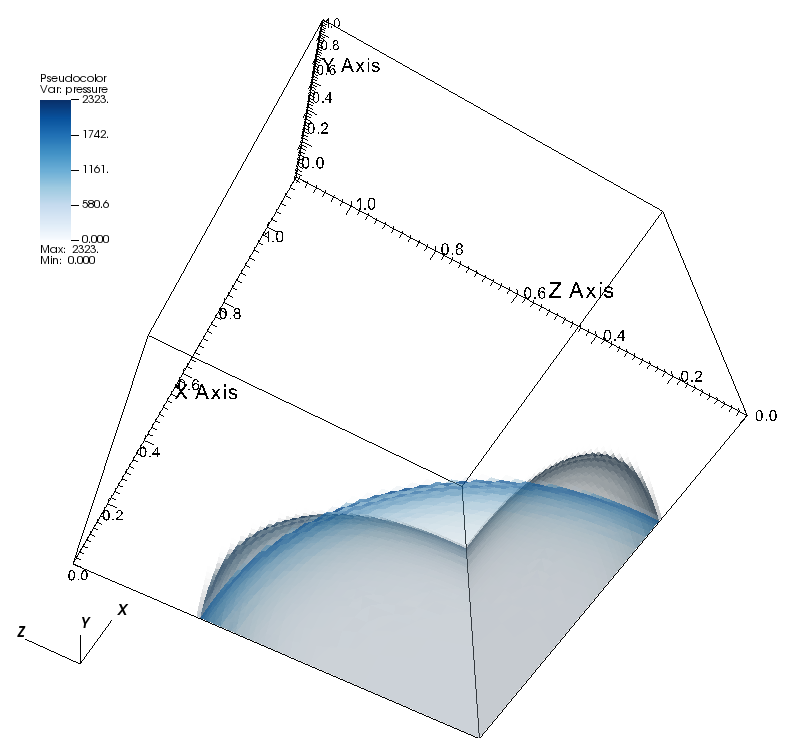 Pseudocolor
Var: pressure
2323.
1742.
1161.
580.6
0.000
Max: 2323.
Min: 0.000
1.0
0.8
0.6
Y Axis
0.4
0.2
0.0
1.0
0.8
0.6
Z Axis
0.4
0.2
0.0
1.0
0.8
0.6
X Axis
0.4
0.2
0.0
Z
Y
X